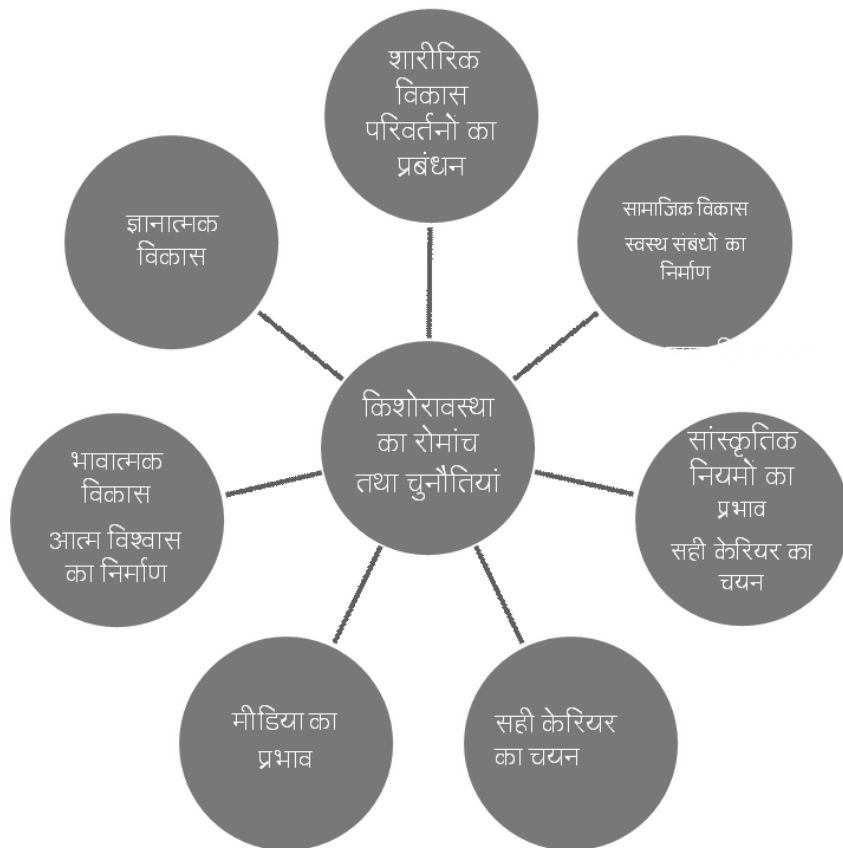 शारीरिक
विकास
परिवर्तनों का
प्रबंधन
सामाजिक विकास
स्वस्थ संबंधों का
निर्माण
सांस्कृतिक
नियमों का
प्रभाव
सही केरियर का
चयन
सही केरियर
का चयन
मीडिया का
प्रभाव
भावात्मक
विकास
आत्म विश्वास
का निर्माण
ज्ञानात्मक
विकास
किशोरावस्था
का रोमांच
तथा चुनौतियां